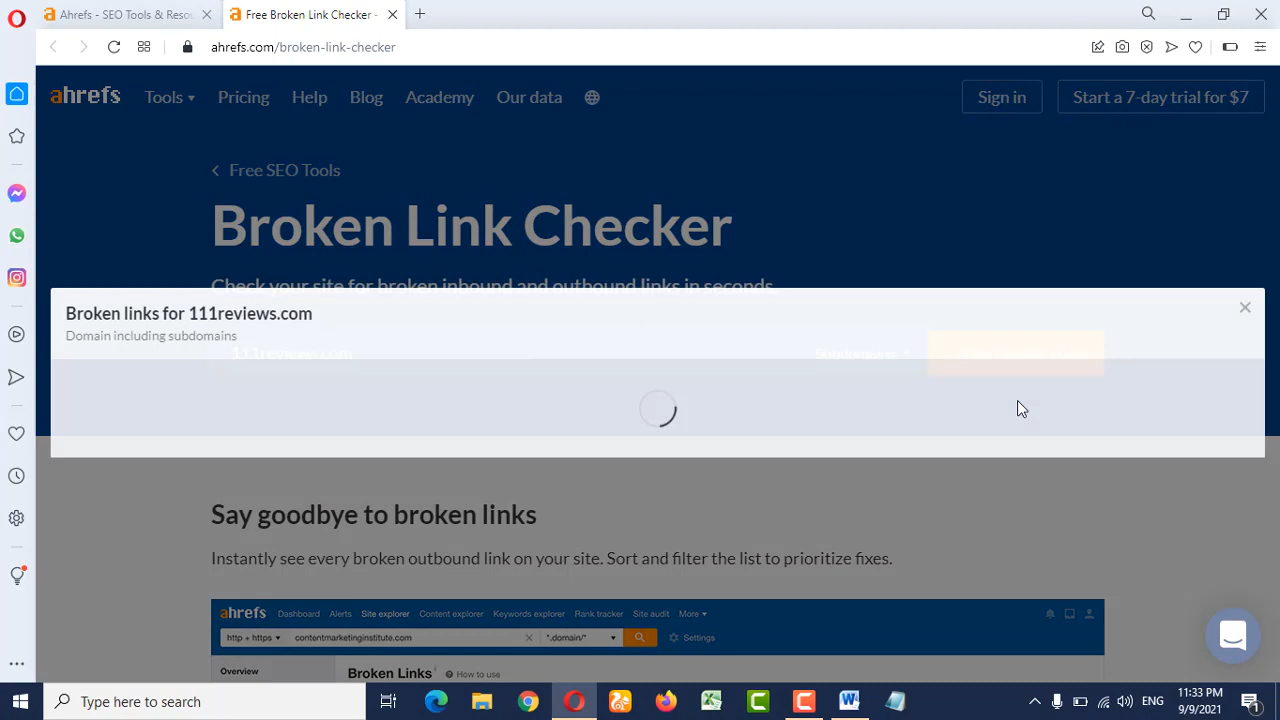 Ahrefs - SEO Tools & Resou
Free Broken Link Checker -
ahrefs.com/broken-link-checker
ahrefs
Tools
Pricing
Help
Blog
Academy
Our data
Sign in
Start a 7-day trial for $7
Free SEO Tools
Broken Link Checker
Check your site for broken inbound and outbound links in seconds.
Broken links for 111reviews.com
Domain including subdomains
111reviews.com
Subdomains
Say goodbye to broken links
Instantly see every broken outbound link on your site. Sort and filter the list to prioritize fixes.
ahrefs Dashboard Alerts Site explorer Content explorer Keywords explorer Rank tracker Site audit More
http + https contentmarketinginstitute.com *.domain/* Settings
Overview
Broken Links i How to use
Type here to search
ENG
11:33 PM
9/9/2021
1